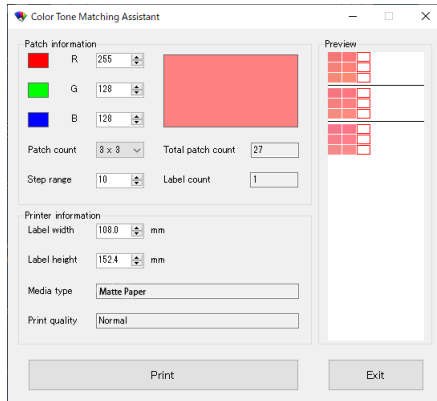 Color Tone Matching Assistant
Patch information
R 255
G 128
B 128
Patch count 3 x 3 Total patch count 27
Step range 10 Label count 1
Printer information
Label width 108.0 mm
Label height 152.4 mm
Media type Matte Paper
Print quality Normal
Preview
Print Exit